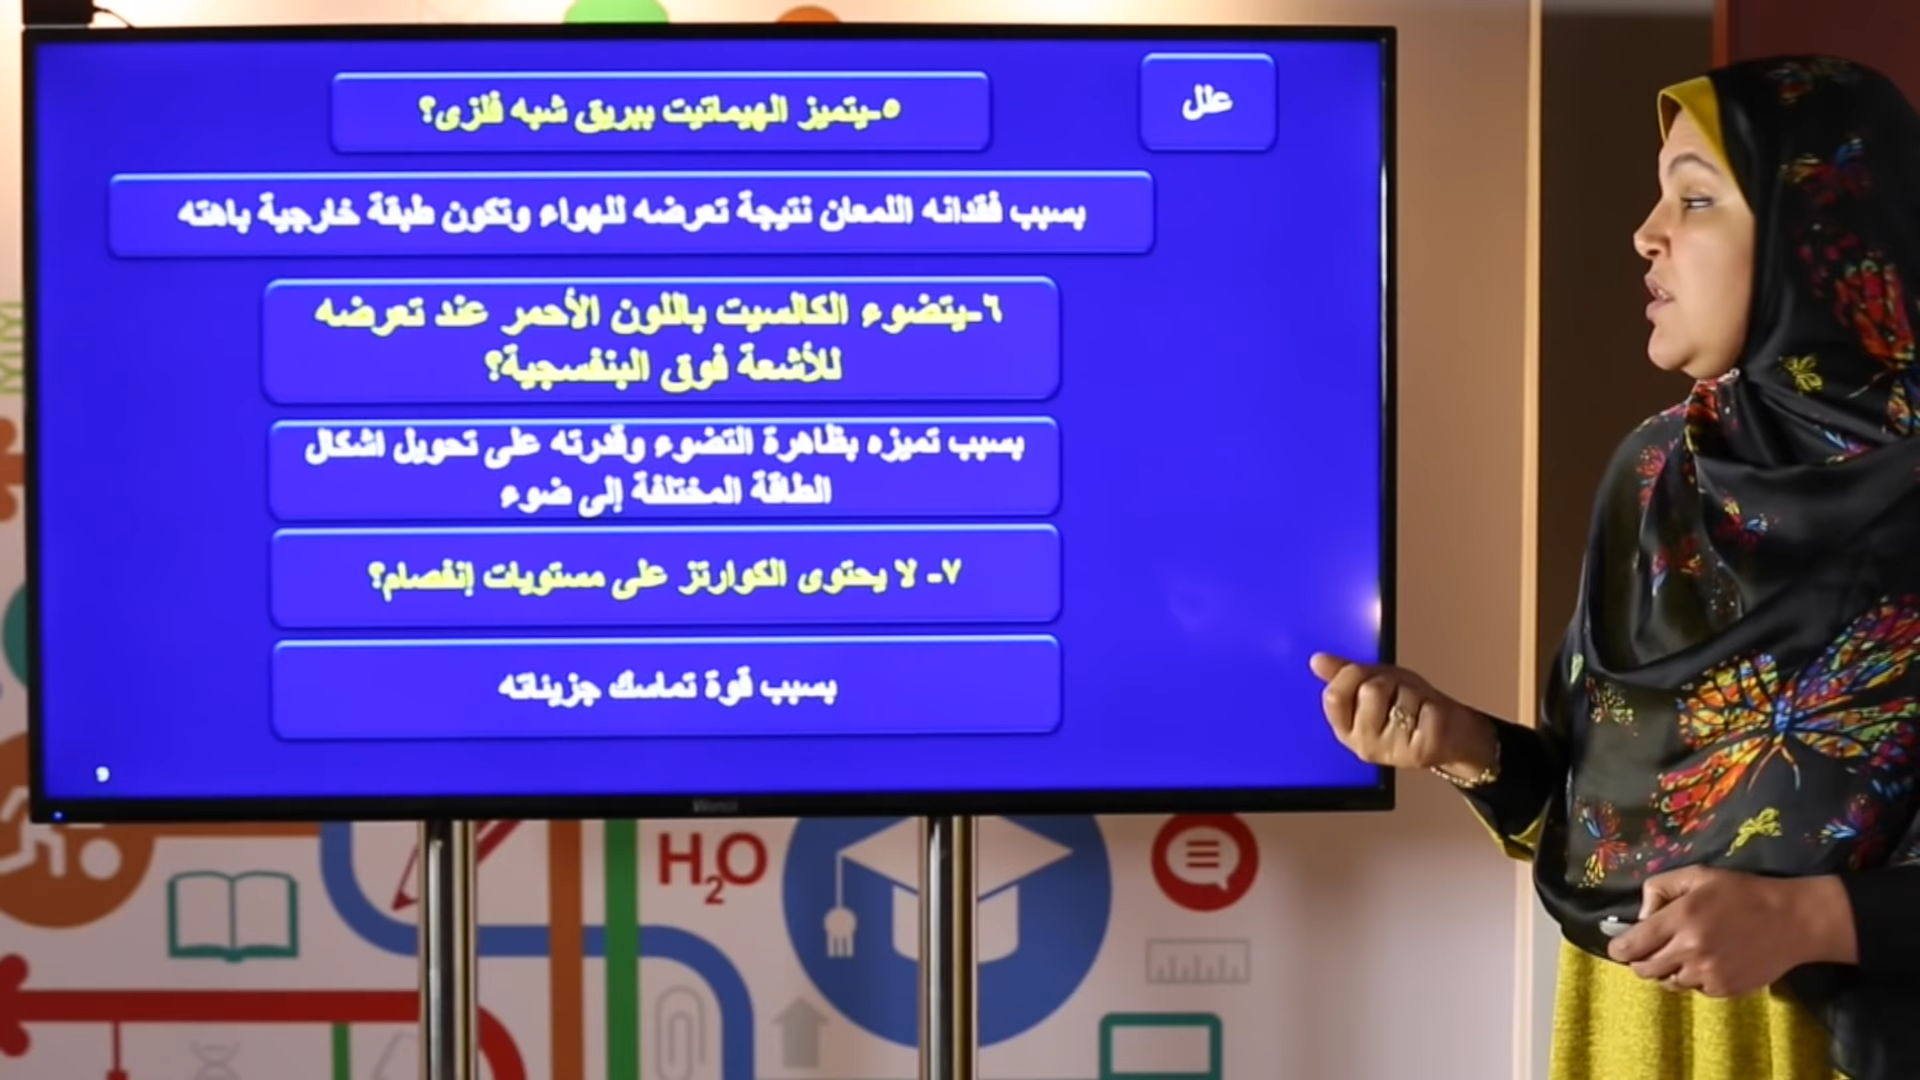 علل
٥-يتميز الهيماتيت ببريق شبه فلزى؟
بسبب فقدانه اللمعان نتيجة تعرضه للهواء وتكون طبقة خارجية باهته
٦-يتضوء الكالسيت باللون الأحمر عند تعرضه
للأشعة فوق البنفسجية؟
بسبب تميزه بظاهرة التضوء وقدرته على تحويل اشكال
الطاقة المختلفة إلى ضوء
٧- لا يحتوى الكوارتز على مستويات إنفصام؟
بسبب قوة تماسك جزيئاته
٩
H2O